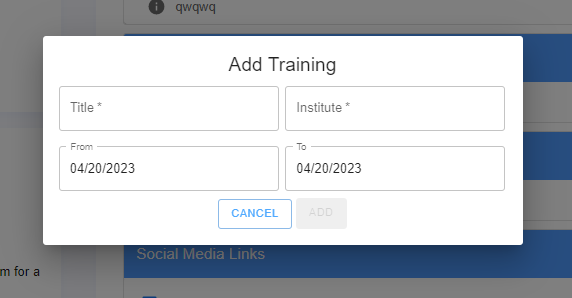 qwqwq
Add Training
Title * Institute *
From To
04/20/2023 04/20/2023
CANCEL ADD
Social Media Links
m for a